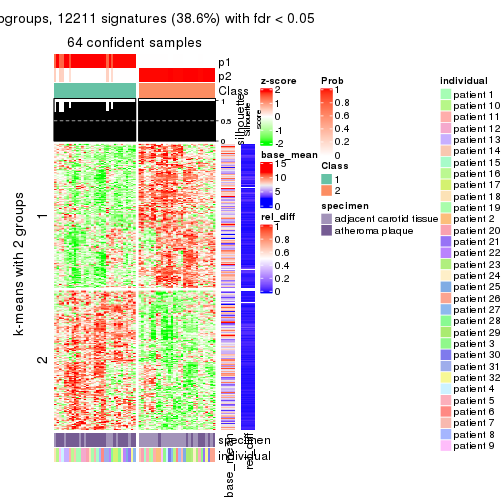 ogroups, 12211 signatures (38.6%) with fdr < 0.05
64 confident samples
p1
p2
Class
1
0.5
0
silhouette
Silhouette
score
k-means with 2 groups
1
2
specimen
individual
base_mean
rel_diff
z-score
2
1
0
-1
-2
base_mean
15
10
5
0
rel_diff
1
0.8
0.6
0.4
0.2
0
Prob
1
0.8
0.6
0.4
0.2
0
Class
1
2
specimen
adjacent carotid tissue
atheroma plaque
individual
patient 1
patient 10
patient 11
patient 12
patient 13
patient 14
patient 15
patient 16
patient 17
patient 18
patient 19
patient 2
patient 20
patient 21
patient 22
patient 23
patient 24
patient 25
patient 26
patient 27
patient 28
patient 29
patient 3
patient 30
patient 31
patient 32
patient 4
patient 5
patient 6
patient 7
patient 8
patient 9